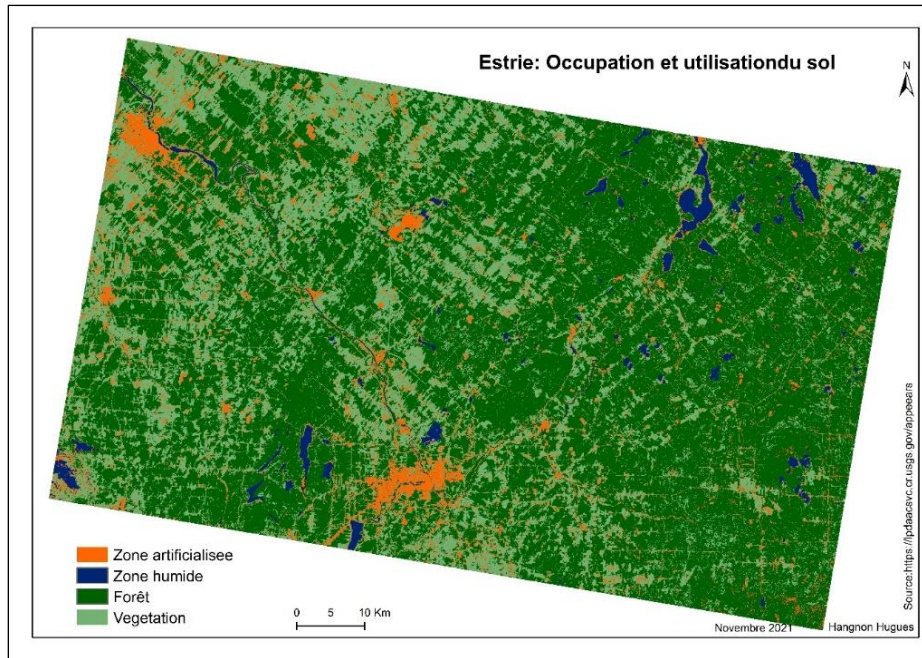 Estrie: Occupation et utilisationdu sol
N
Zone artificialisee
Zone humide
Forêt
Vegetation
0 5 10 Km
Source:https://lpdaacsvc.cr.usgs.gov/appeears
Novembre 2021 Hangnon Hugues